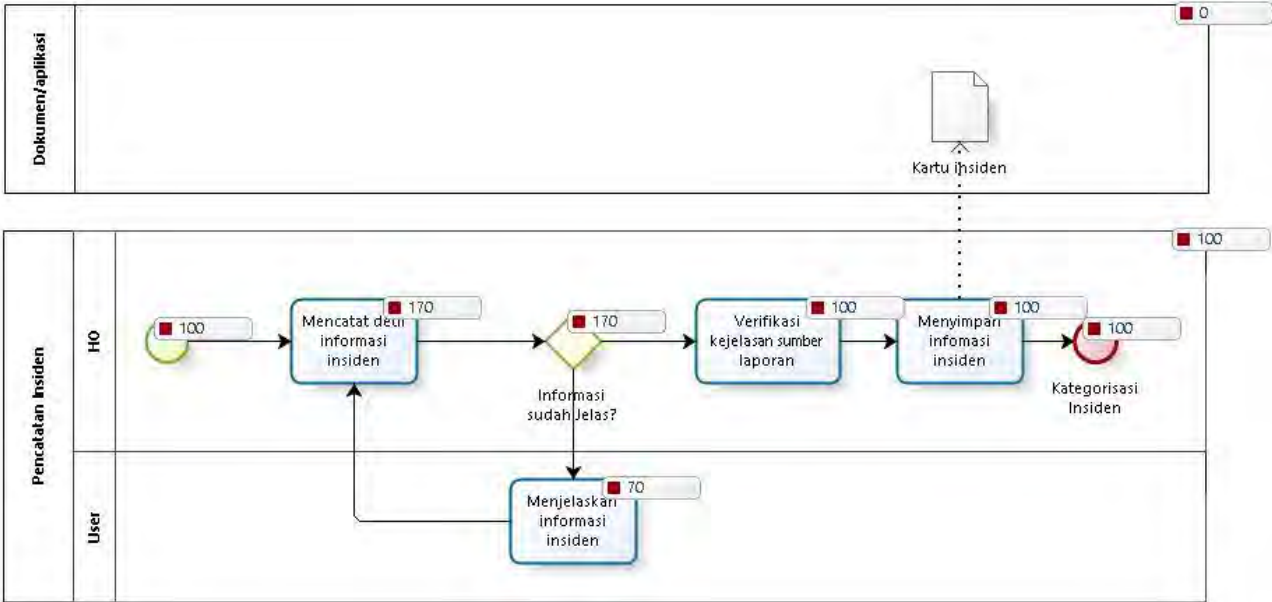 Dokumen/aplikasi
0
Kartu insiden
Pencatatan Insiden
HO
User
100
100
Mencatat detil
informasi
insiden
170
170
Informasi
sudah Jelas?
Verifikasi
kejelasan sumber
laporan
100
Menyimpan
infomasi
insiden
100
100
Kategorisasi
Insiden
Menjelaskan
informasi
insiden
70